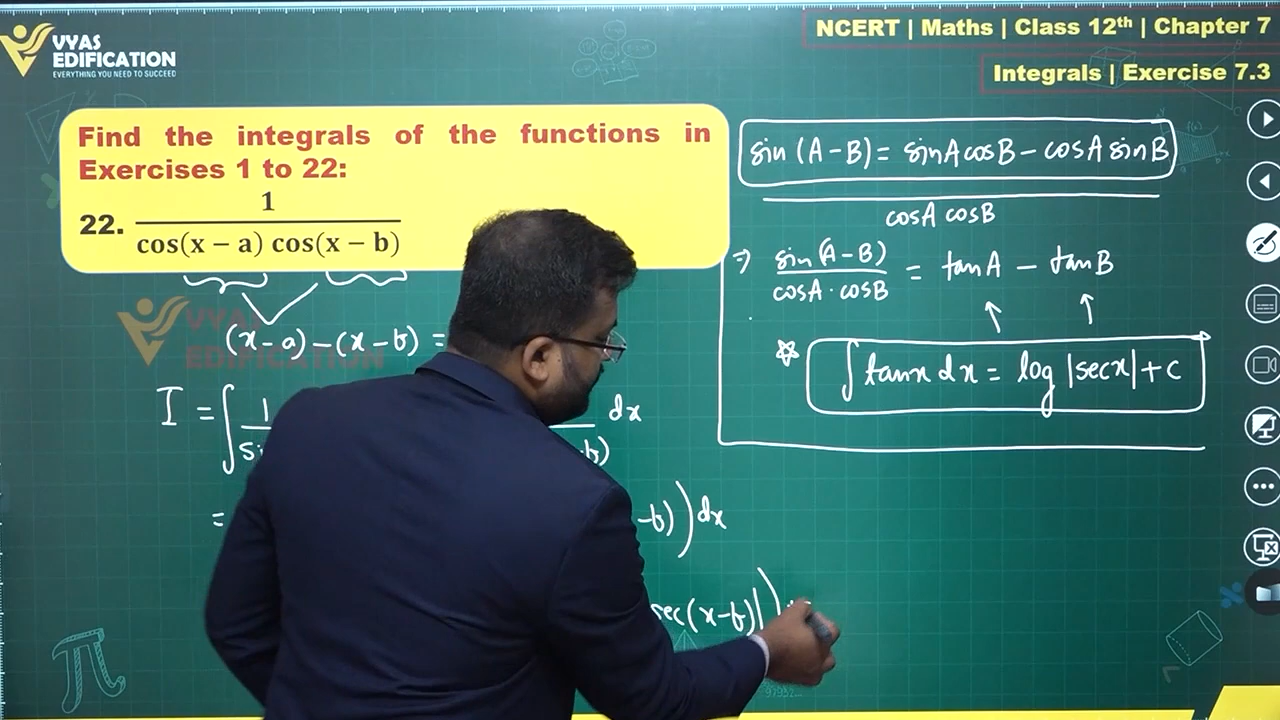 VYAS
EDIFICATION
EVERYTHING YOU NEED TO SUCCEED
NCERT | Maths | Class 12th | Chapter 7
Integrals | Exercise 7.3
Find the integrals of the functions in
Exercises 1 to 22:
22. 1/(cos(x − a) cos(x − b))
(x-a)-(x-b) =
I = ∫ 1 dx
-b)
= -b)) dx
sec(x-b)|)
sin(A-B) = sinA cosB - cosA sinB
cosA cosB
⇒ sin(A-B)/(cosA·cosB) = tanA - tanB
∫tanx dx = log|secx|+c
VYAS
EDIFICATION